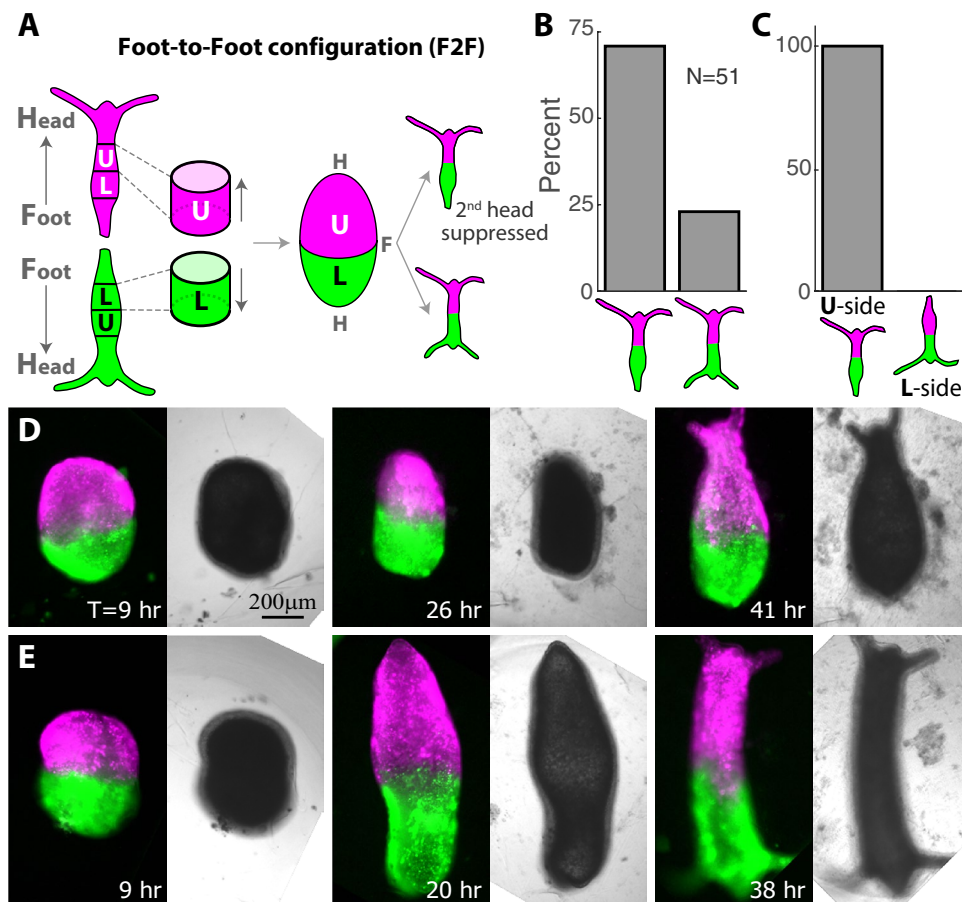 A
Foot-to-Foot configuration (F2F)
Head
U
L
Foot
U
Foot
L
U
Head
L
H
U
F
L
H
2nd head
suppressed
B
75
50
25
0
Percent
N=51
C
100
50
0
U-side
L-side
D
T=9 hr
200μm
26 hr
41 hr
E
9 hr
20 hr
38 hr